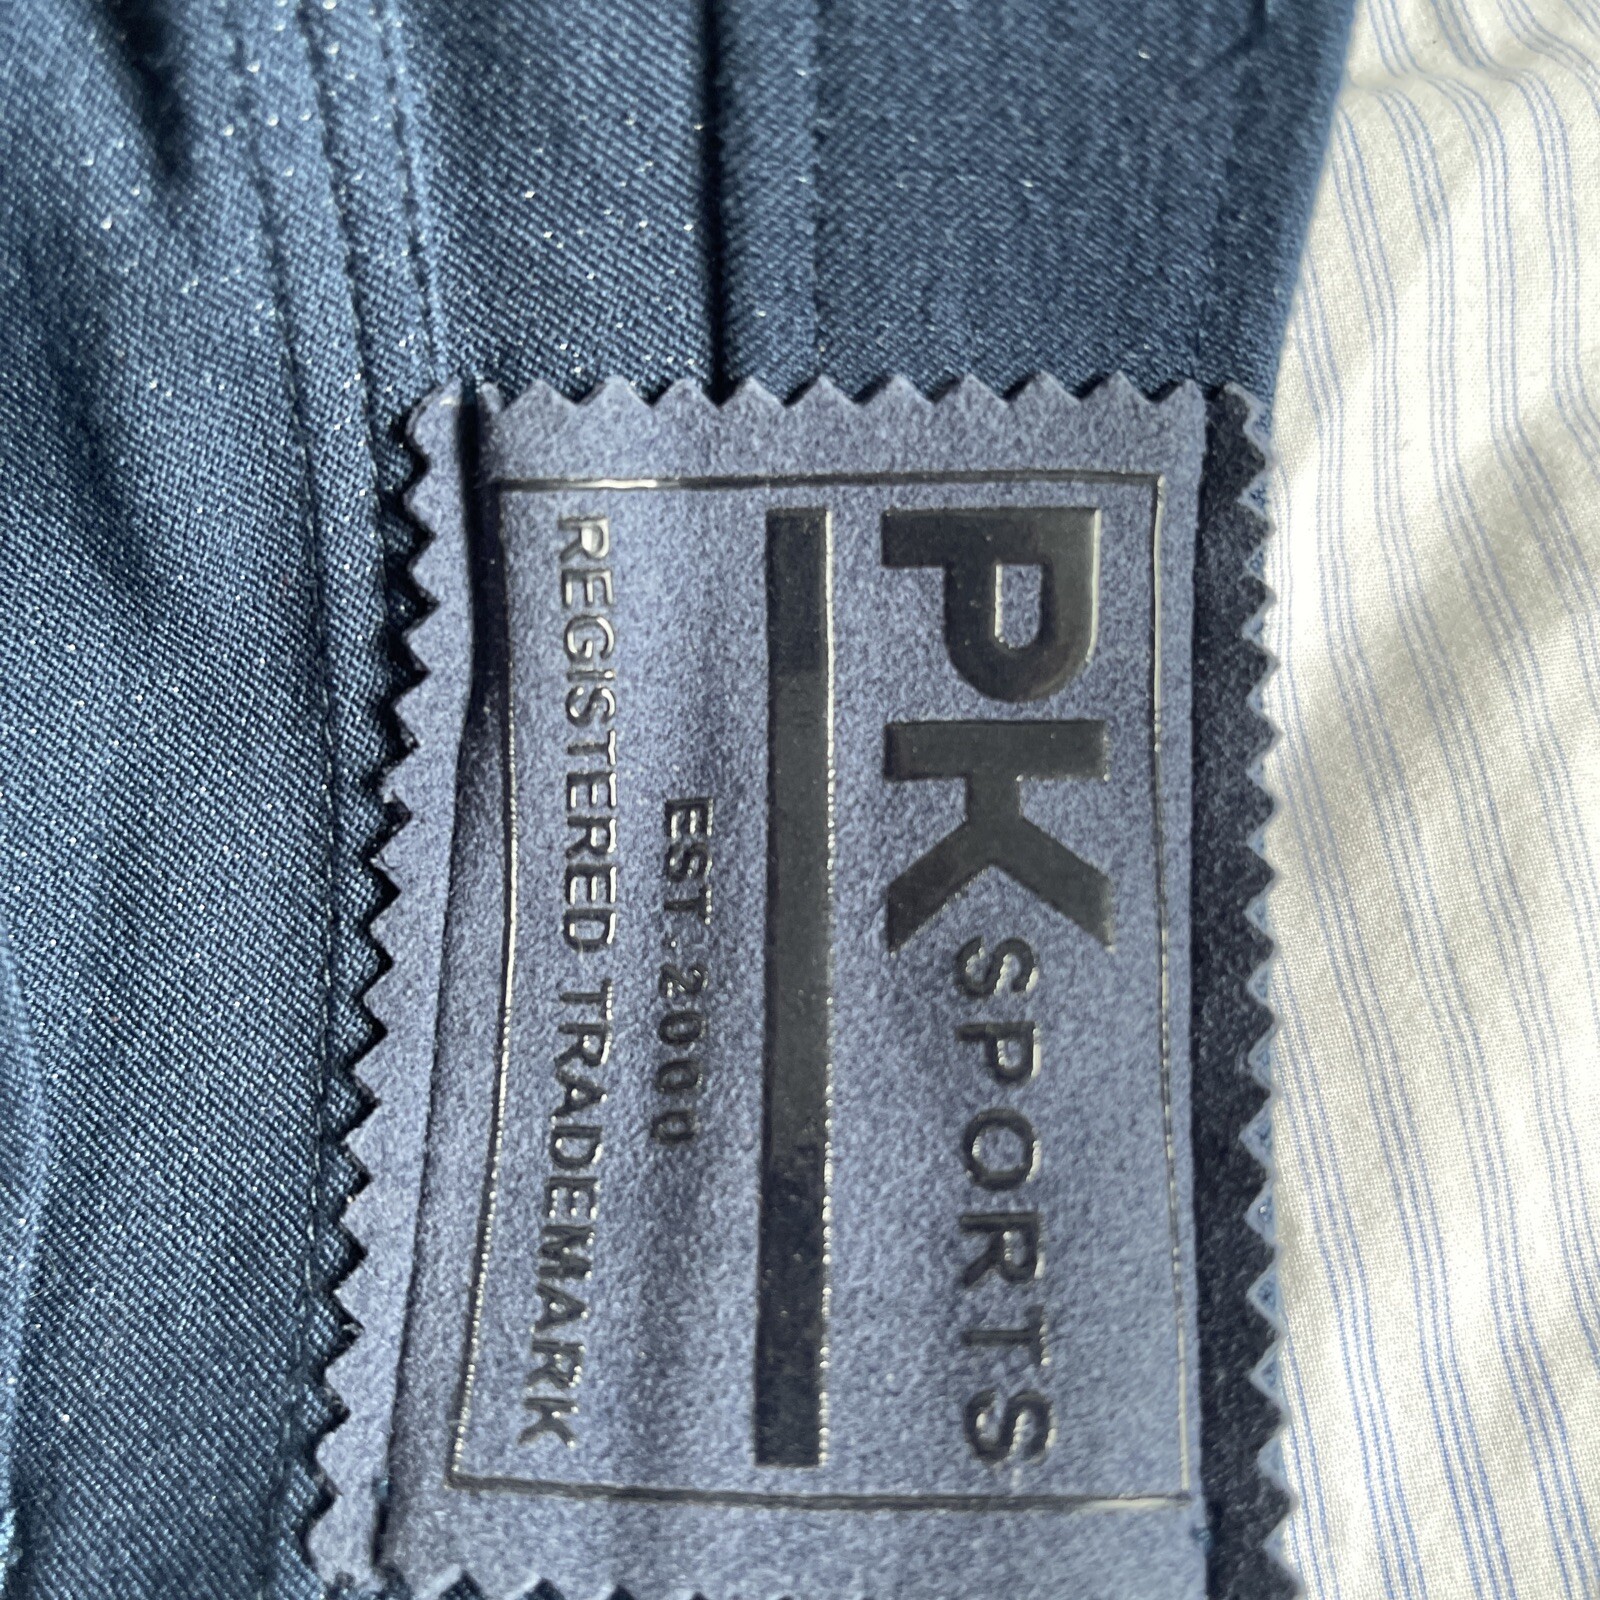 PK SPORTS
EST. 2000
REGISTERED TRADEMARK